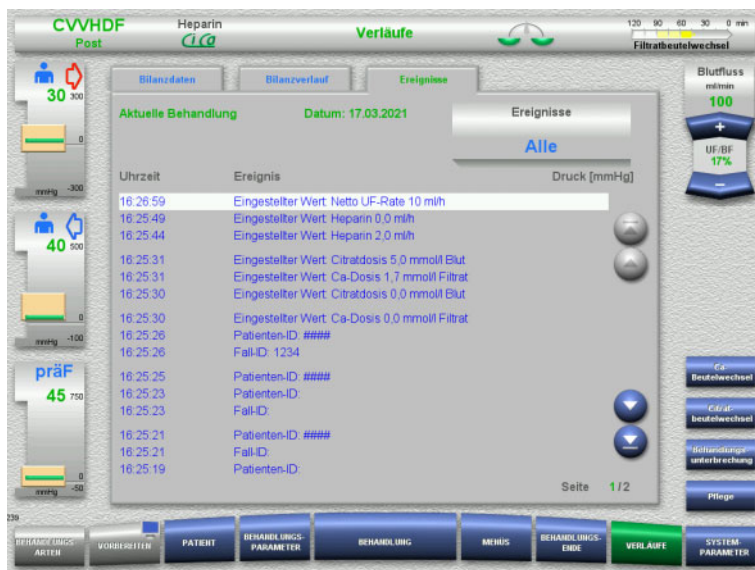 CVVHDF
Post
Heparin
CiCa
Verläufe
120 90 60 30 0 min
Filtratbeutelwechsel
30
300
0
mmHg -300
40
500
0
mmHg -100
präF
45
750
0
mmHg -50
Bilanzdaten
Bilanzverlauf
Ereignisse
Aktuelle Behandlung
Datum: 17.03.2021
Ereignisse
Alle
Uhrzeit Ereignis Druck [mmHg]
16:26:59 Eingestellter Wert: Netto UF-Rate 10 ml/h
16:25:49 Eingestellter Wert: Heparin 0,0 ml/h
16:25:44 Eingestellter Wert: Heparin 2,0 ml/h
16:25:31 Eingestellter Wert: Citratdosis 5,0 mmol/l Blut
16:25:31 Eingestellter Wert: Ca-Dosis 1,7 mmol/l Filtrat
16:25:30 Eingestellter Wert: Citratdosis 0,0 mmol/l Blut
16:25:30 Eingestellter Wert: Ca-Dosis 0,0 mmol/l Filtrat
16:25:26 Patienten-ID: ####
16:25:26 Fall-ID: 1234
16:25:25 Patienten-ID: ####
16:25:23 Patienten-ID:
16:25:23 Fall-ID:
16:25:21 Patienten-ID: ####
16:25:21 Fall-ID:
16:25:19 Patienten-ID:
Seite 1/2
Blutfluss
ml/min
100
+
UF/BF
17%
−
Ca-
Beutelwechsel
Citrat-
beutelwechsel
Behandlungs-
unterbrechung
Pflege
239
BEHANDLUNGS-
ARTEN
VORBEREITEN
PATIENT
BEHANDLUNGS-
PARAMETER
BEHANDLUNG
MENÜS
BEHANDLUNGS-
ENDE
VERLÄUFE
SYSTEM-
PARAMETER